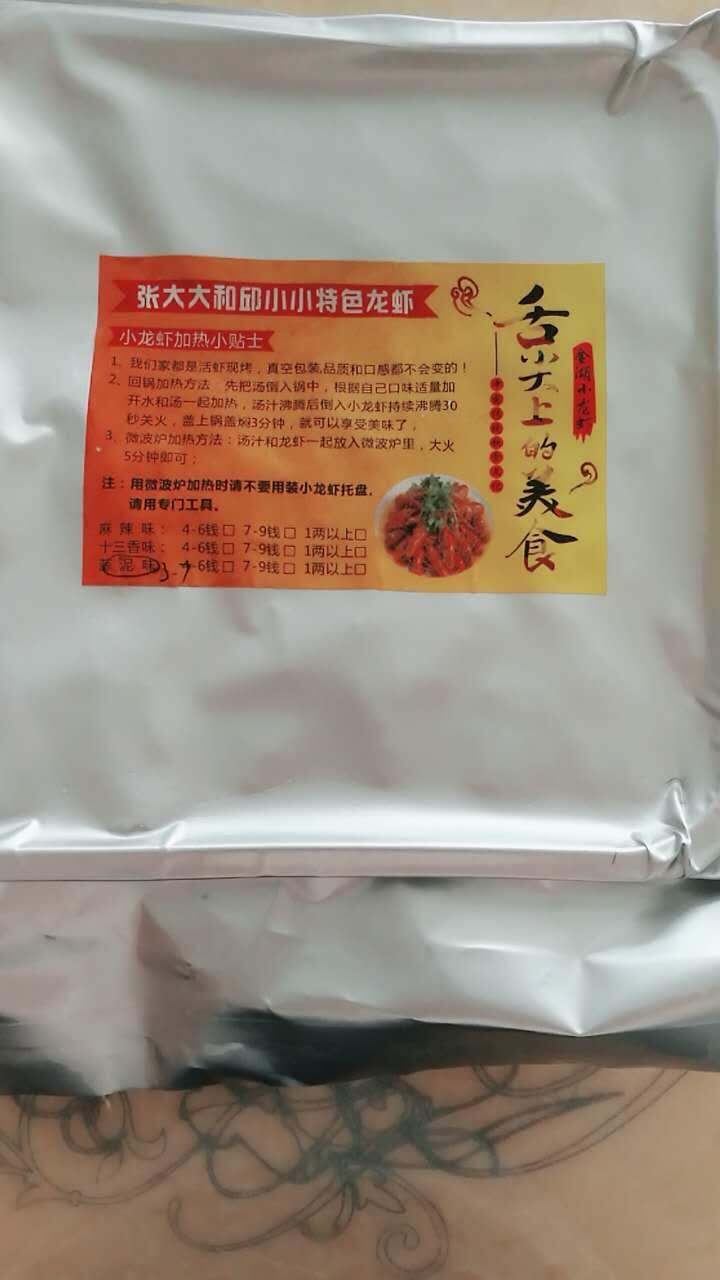 张大大和邱小小特色龙虾
小龙虾加热小贴士
1、我们家都是活虾现烤，真空包装,品质和口感都不会变的！
2、回锅加热方法 先把汤倒入锅中，根据自己口味适量加
开水和汤一起加热，汤汁沸腾后倒入小龙虾持续沸腾30
秒关火，盖上锅盖焖3分钟，就可以享受美味了，
3、微波炉加热方法：汤汁和龙虾一起放入微波炉里，大火
5分钟即可；
注：用微波炉加热时请不要用装小龙虾托盘，
请用专门工具。
麻辣味： 4-6钱□ 7-9钱□ 1两以上□
十三香味： 4-6钱□ 7-9钱□ 1两以上□
蒜泥味 4-6钱□ 7-9钱□ 1两以上□
舌尖上的美食
金湖小龙虾